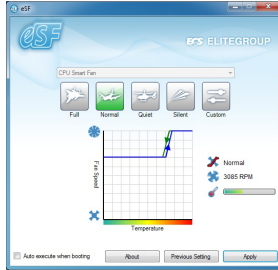 eSF
eSF
ECS ELITEGROUP
CPU Smart Fan
Full
Normal
Quiet
Silent
Custom
Fan Speed
Temperature
Normal
3085 RPM
Auto execute when booting
About
Previous Setting
Apply